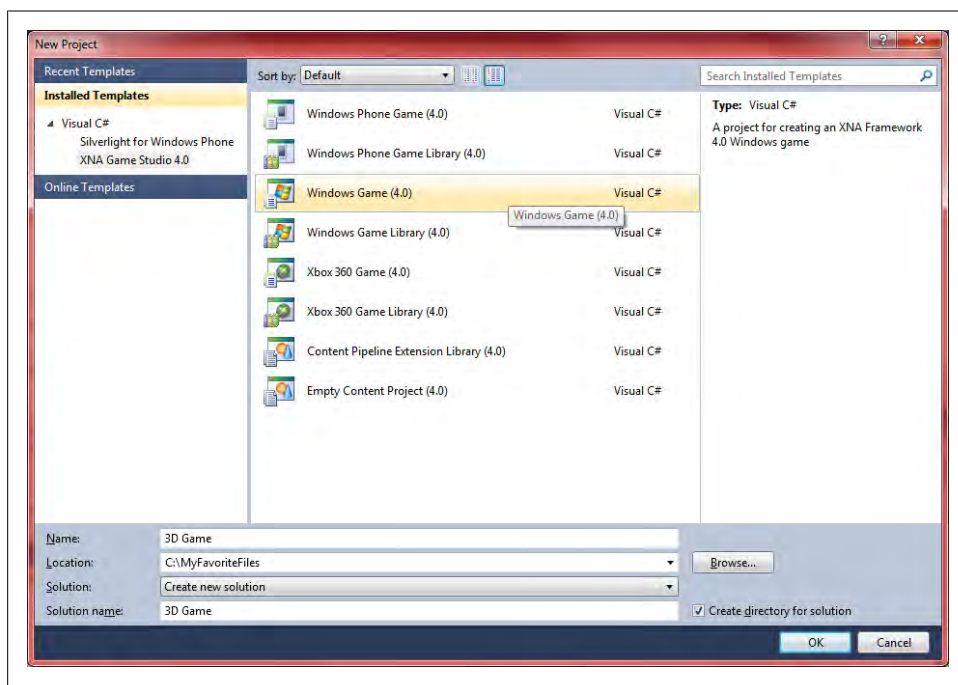 New Project
Recent Templates
Installed Templates
Visual C#
Silverlight for Windows Phone
XNA Game Studio 4.0
Online Templates
Sort by: Default
Search Installed Templates
Windows Phone Game (4.0) Visual C#
Windows Phone Game Library (4.0) Visual C#
Windows Game (4.0) Visual C#
Windows Game (4.0)
Windows Game Library (4.0) Visual C#
Xbox 360 Game (4.0) Visual C#
Xbox 360 Game Library (4.0) Visual C#
Content Pipeline Extension Library (4.0) Visual C#
Empty Content Project (4.0) Visual C#
Type: Visual C#
A project for creating an XNA Framework
4.0 Windows game
Name: 3D Game
Location: C:\MyFavoriteFiles
Browse...
Solution: Create new solution
Solution name: 3D Game
Create directory for solution
OK Cancel